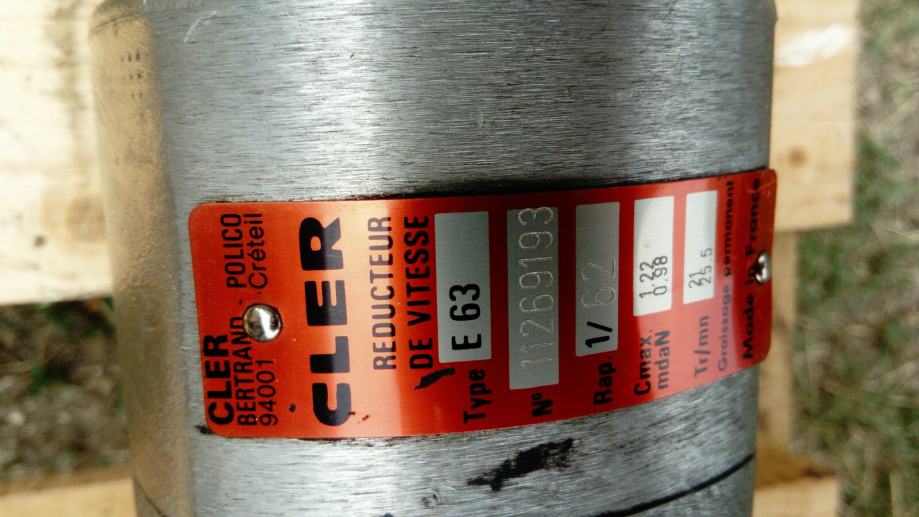 CLER
BERTRAND - POLICO
94001 Créteil
CLER
REDUCTEUR
DE VITESSE
Type E 63
N° 11269193
Rap. 1/ 62
Cmax. 1.22
mdaN 0.98
Tr/mn 21
25.5
Graissage permanent
Made in France